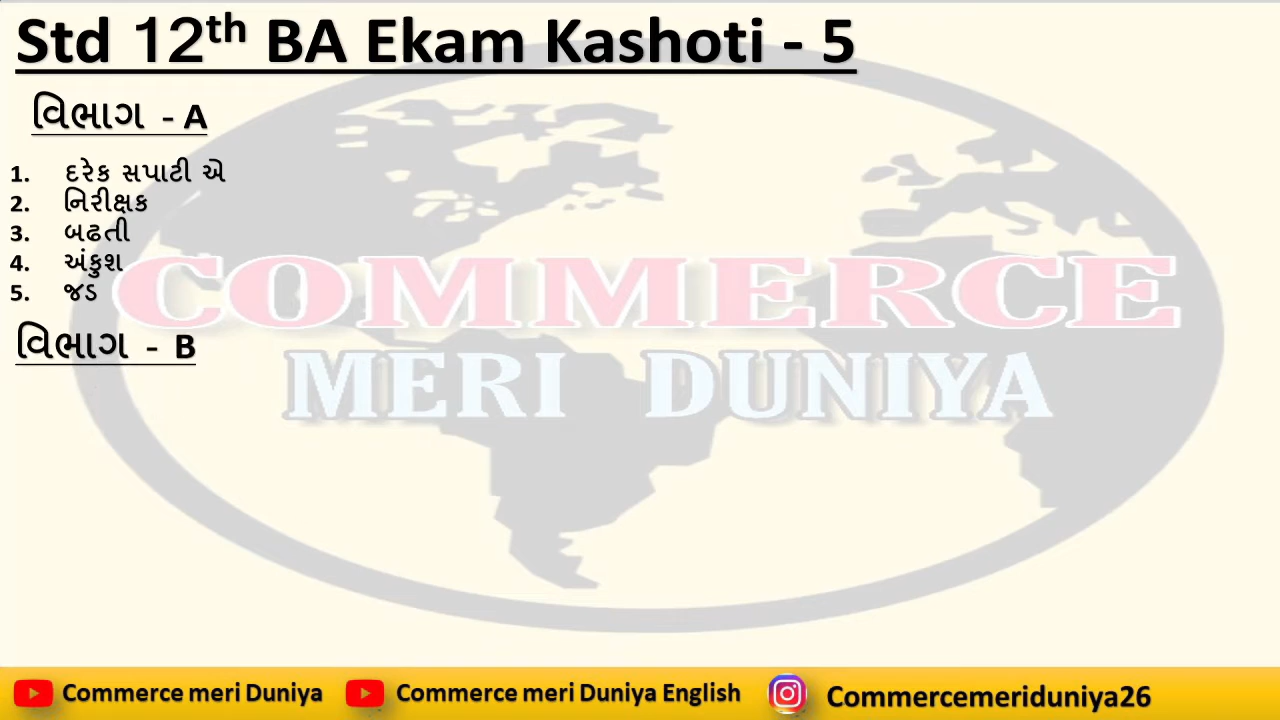 Std 12th BA Ekam Kashoti - 5
વિભાગ - A
1. દરેક સપાટી એ
2. નિરીક્ષક
3. બઢતી
4. અંકુશ
5. જડ
વિભાગ - B
COMMERCE
MERI DUNIYA
Commerce meri Duniya Commerce meri Duniya English Commercemeriduniya26